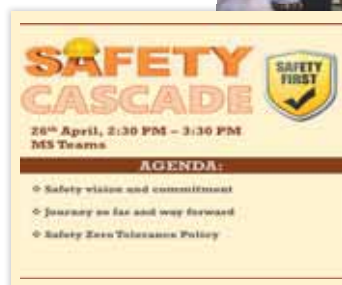 SAFETY
CASCADE
SAFETY
FIRST
26th April, 2:30 PM – 3:30 PM
MS Teams
AGENDA:
❖ Safety vision and commitment
❖ Journey so far and way forward
❖ Safety Zero Tolerance Policy